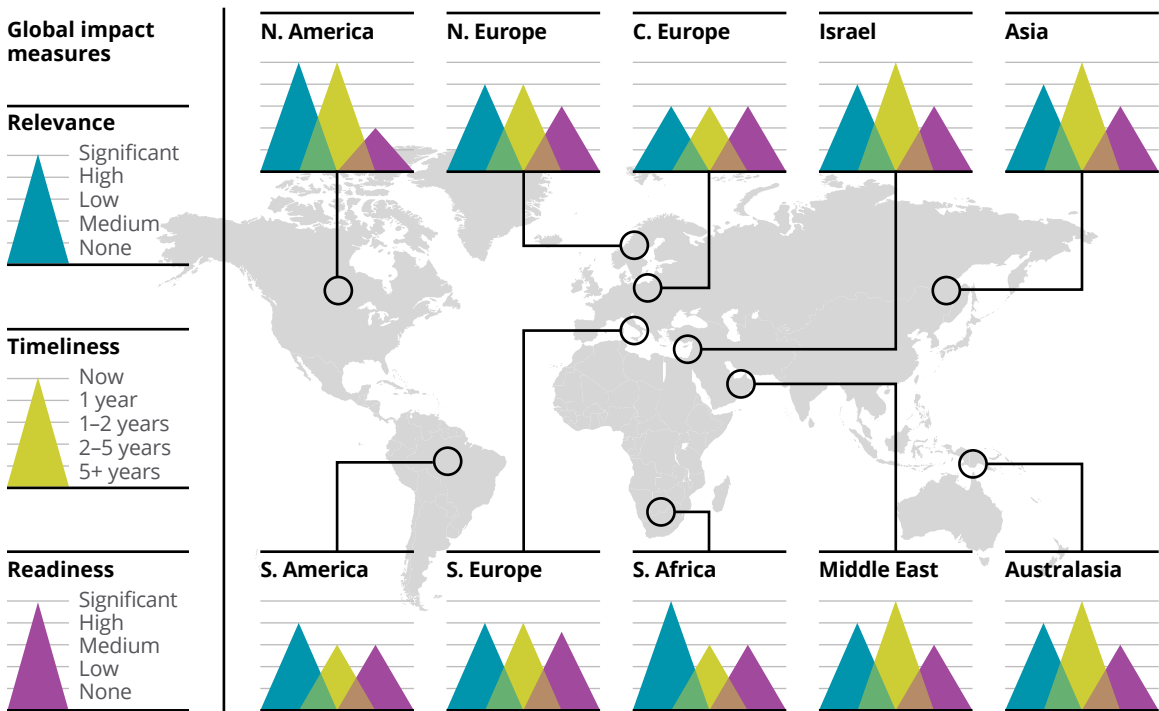 Global impact
measures
Relevance
Significant
High
Low
Medium
None
Timeliness
Now
1 year
1–2 years
2–5 years
5+ years
Readiness
Significant
High
Medium
Low
None
N. America
N. Europe
C. Europe
Israel
Asia
S. America
S. Europe
S. Africa
Middle East
Australasia